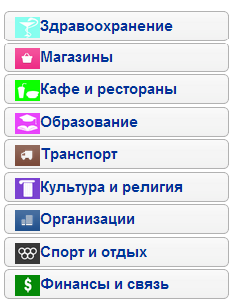 Здравоохранение
Магазины
Кафе и рестораны
Образование
Транспорт
Культура и религия
Организации
Спорт и отдых
Финансы и связь